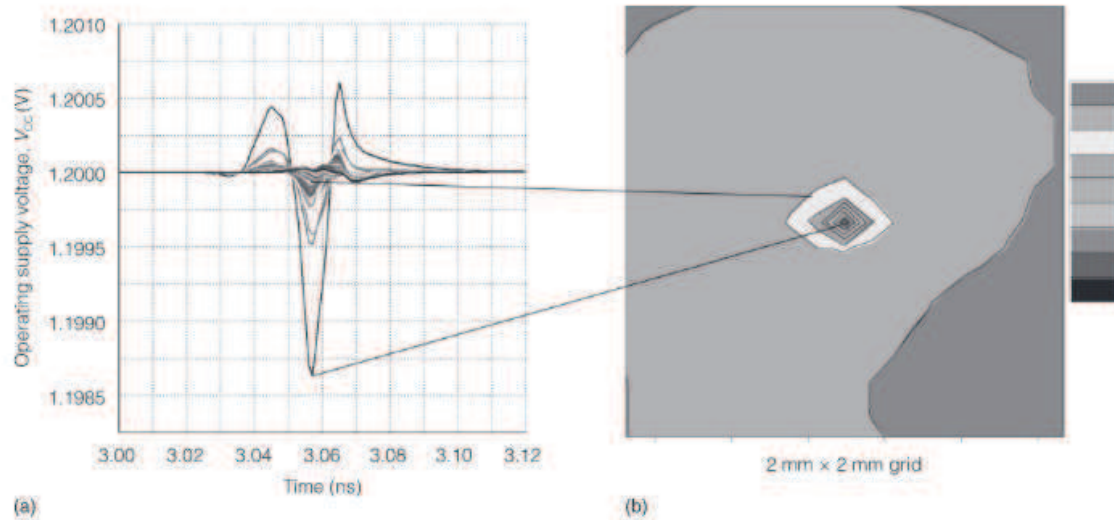 1.2010
1.2005
1.2000
1.1995
1.1990
1.1985
Operating supply voltage, VCC (V)
3.00 3.02 3.04 3.06 3.08 3.10 3.12
Time (ns)
2 mm × 2 mm grid
(a)
(b)